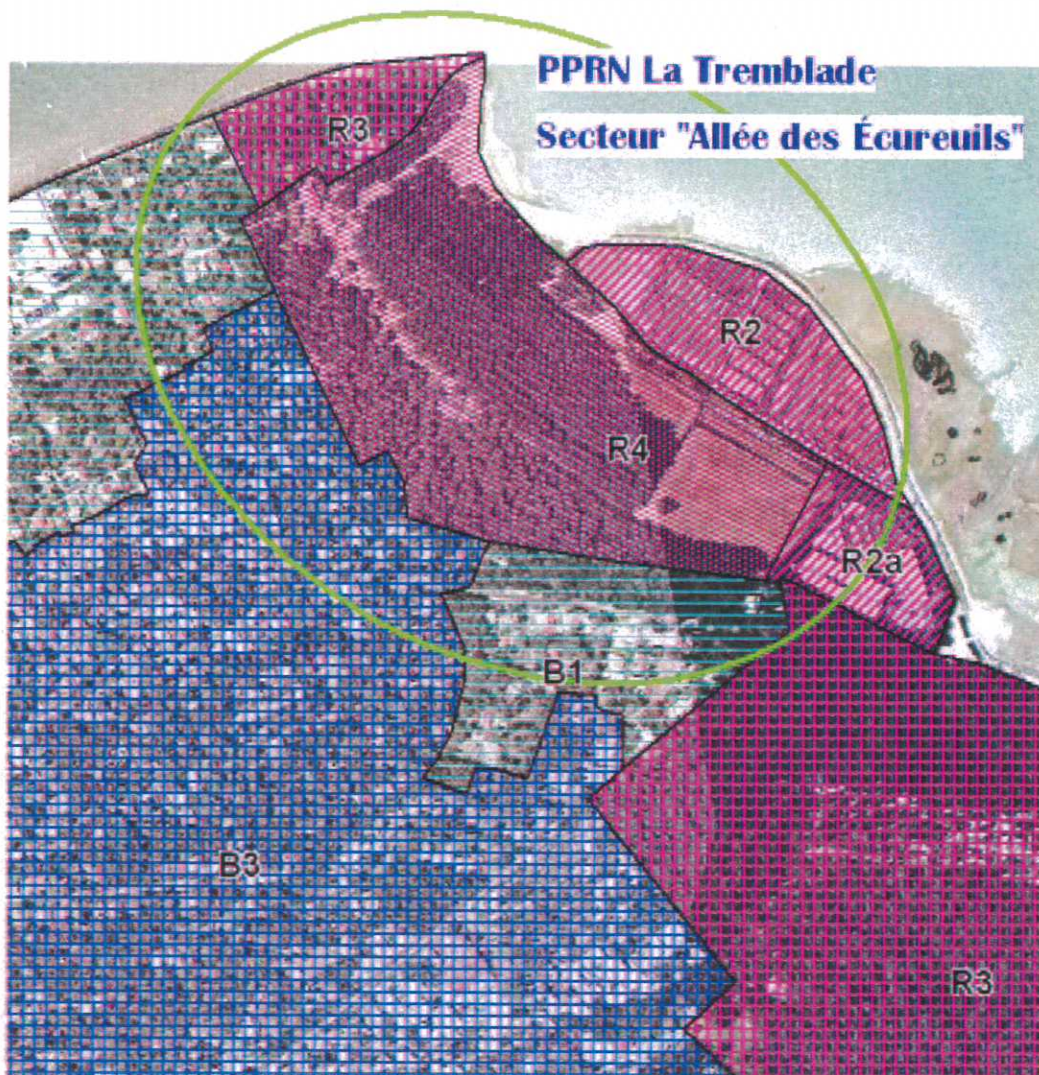 PPRN La Tremblade
Secteur "Allée des Écureuils"
R3
R2
R4
R2a
B1
B3
R3